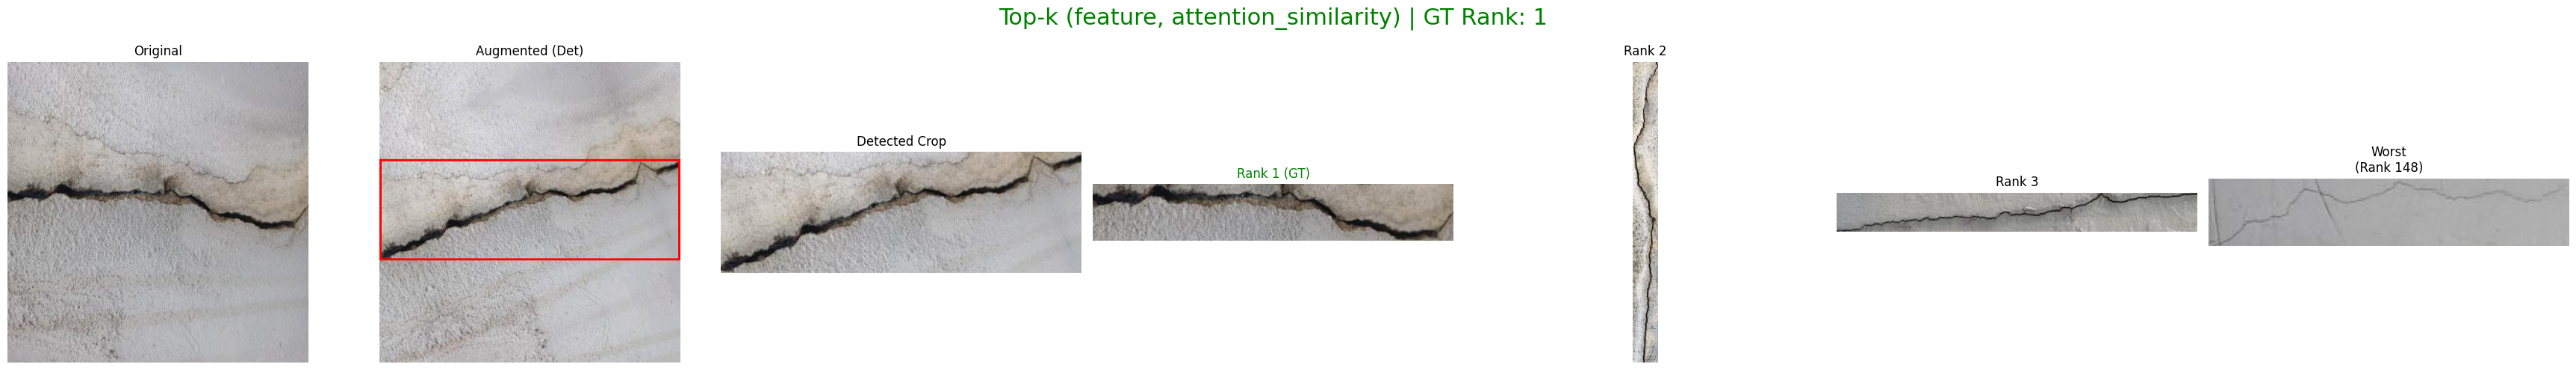 Top-k (feature, attention_similarity) | GT Rank: 1
Original
Augmented (Det)
Detected Crop
Rank 1 (GT)
Rank 2
Rank 3
Worst
(Rank 148)